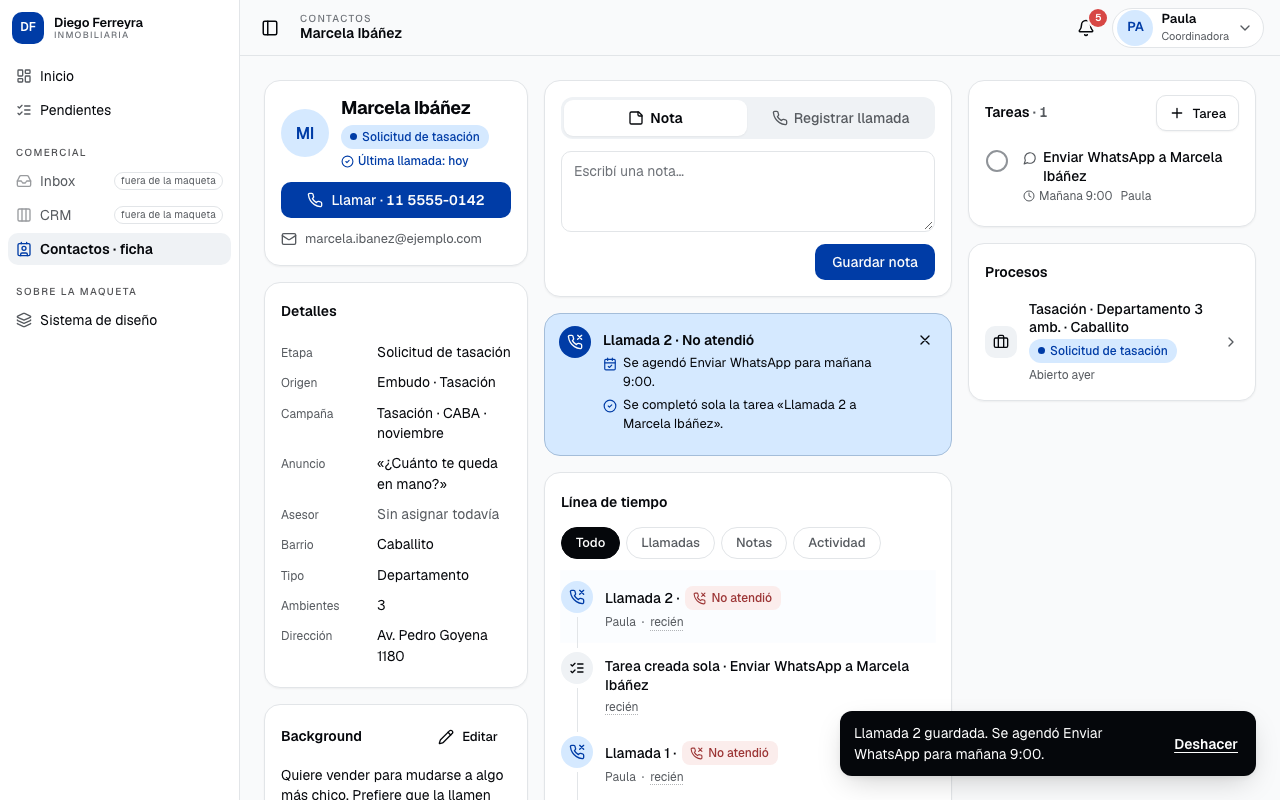 DF
Diego Ferreyra
INMOBILIARIA
Inicio
Pendientes
COMERCIAL
Inbox
fuera de la maqueta
CRM
fuera de la maqueta
Contactos · ficha
SOBRE LA MAQUETA
Sistema de diseño
CONTACTOS
Marcela Ibáñez
5
PA
Paula
Coordinadora
MI
Marcela Ibáñez
Solicitud de tasación
Última llamada: hoy
Llamar · 11 5555-0142
marcela.ibanez@ejemplo.com
Detalles
Etapa
Solicitud de tasación
Origen
Embudo · Tasación
Campaña
Tasación · CABA ·
noviembre
Anuncio
«¿Cuánto te queda
en mano?»
Asesor
Sin asignar todavía
Barrio
Caballito
Tipo
Departamento
Ambientes
3
Dirección
Av. Pedro Goyena
1180
Background
Editar
Quiere vender para mudarse a algo
más chico. Prefiere que la llamen
Nota
Registrar llamada
Escribí una nota…
Guardar nota
Llamada 2 · No atendió
Se agendó Enviar WhatsApp para mañana
9:00.
Se completó sola la tarea «Llamada 2 a
Marcela Ibáñez».
Línea de tiempo
Todo
Llamadas
Notas
Actividad
Llamada 2 ·
No atendió
Paula · recién
Tarea creada sola · Enviar WhatsApp a Marcela
Ibáñez
recién
Llamada 1 ·
No atendió
Paula · recién
Tareas · 1
Tarea
Enviar WhatsApp a Marcela
Ibáñez
Mañana 9:00 Paula
Procesos
Tasación · Departamento 3
amb. · Caballito
Solicitud de tasación
Abierto ayer
Llamada 2 guardada. Se agendó Enviar
WhatsApp para mañana 9:00.
Deshacer